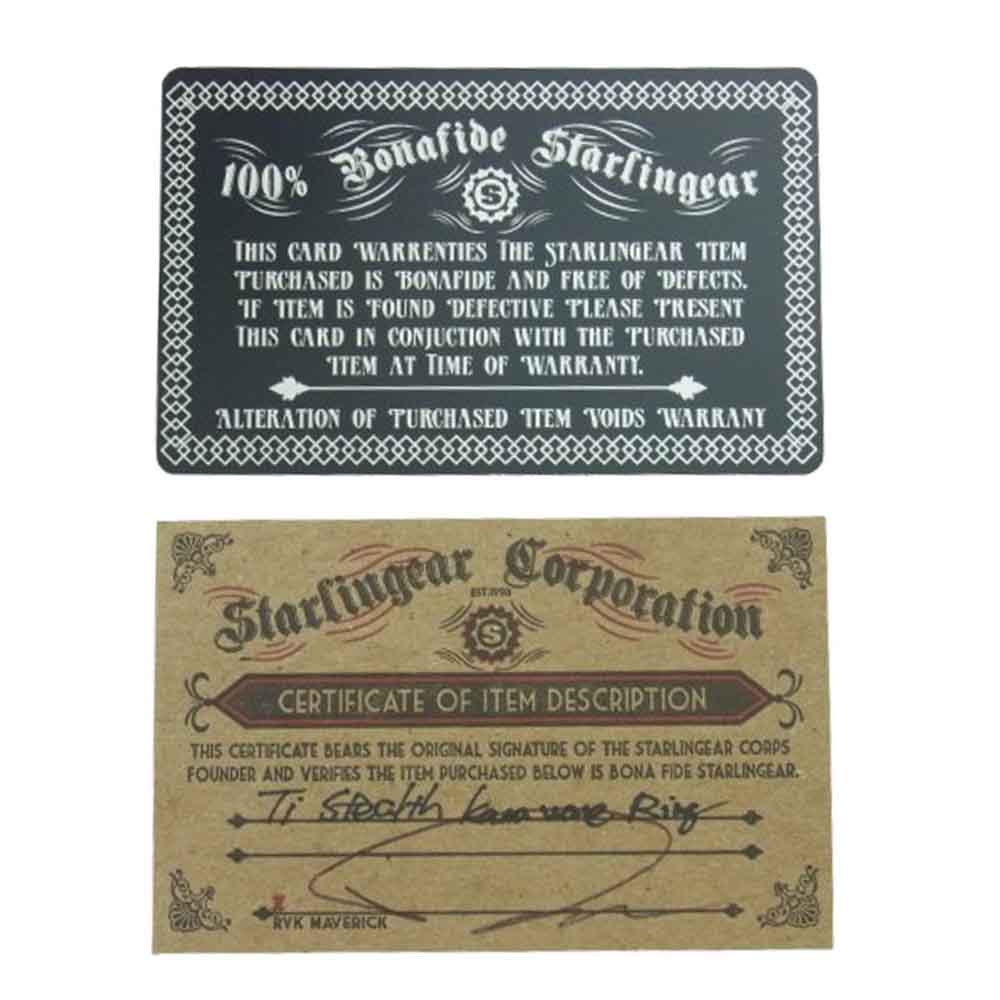 100% Bonafide Starlingear
S
THIS CARD WARRENTIES THE STARLINGEAR ITEM
PURCHASED IS BONAFIDE AND FREE OF DEFECTS.
IF ITEM IS FOUND DEFECTIVE PLEASE PRESENT
THIS CARD IN CONJUCTION WITH THE PURCHASED
ITEM AT TIME OF WARRANTY.
ALTERATION OF PURCHASED ITEM VOIDS WARRANY
Starlingear Corporation
S
CERTIFICATE OF ITEM DESCRIPTION
THIS CERTIFICATE BEARS THE ORIGINAL SIGNATURE OF THE STARLINGEAR CORPS
FOUNDER AND VERIFIES THE ITEM PURCHASED BELOW IS BONA FIDE STARLINGEAR.
Ti Stealth Ring
RYK MAVERICK